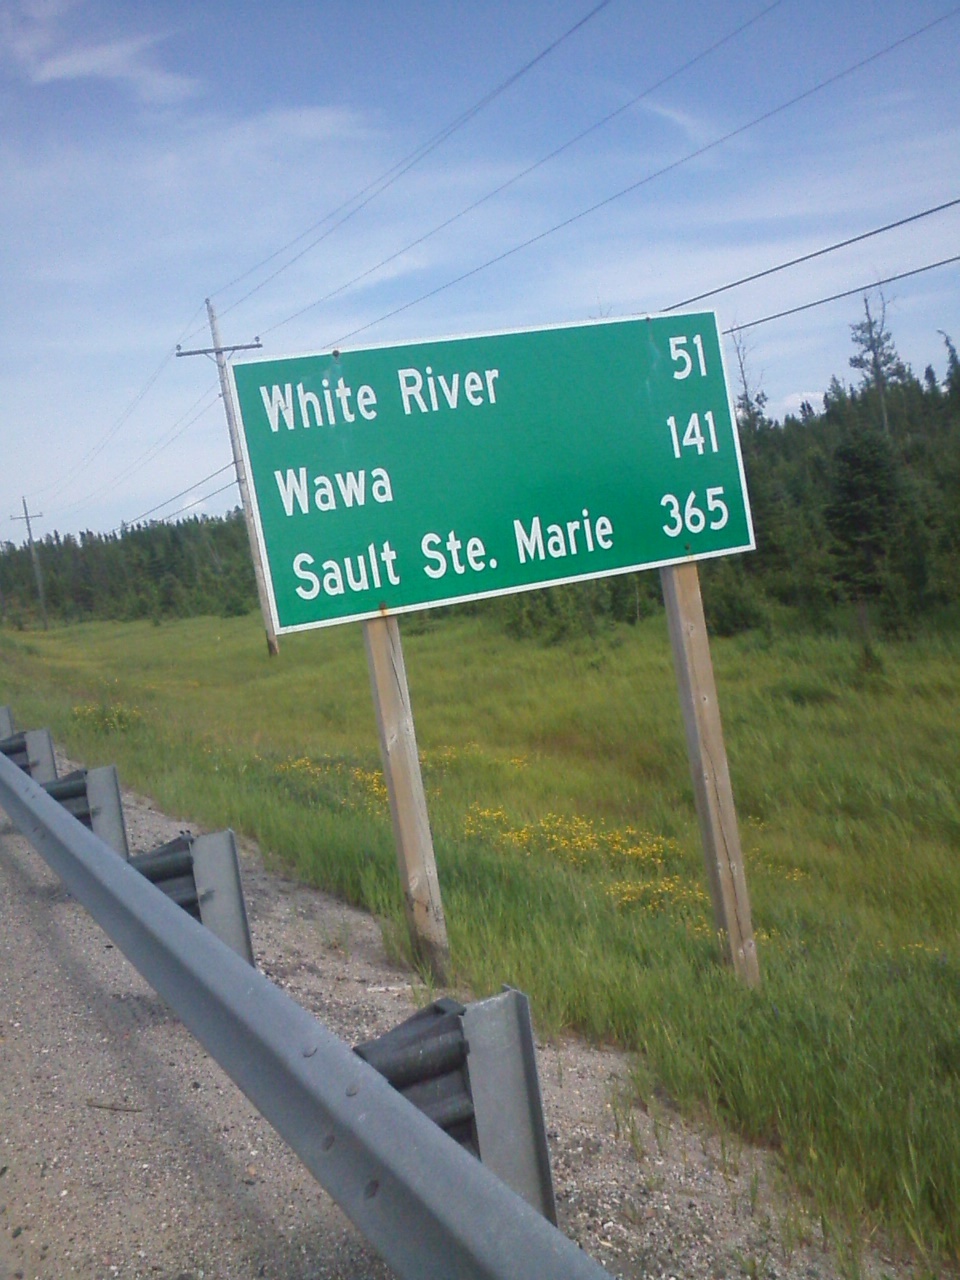 White River 51
Wawa 141
Sault Ste. Marie 365